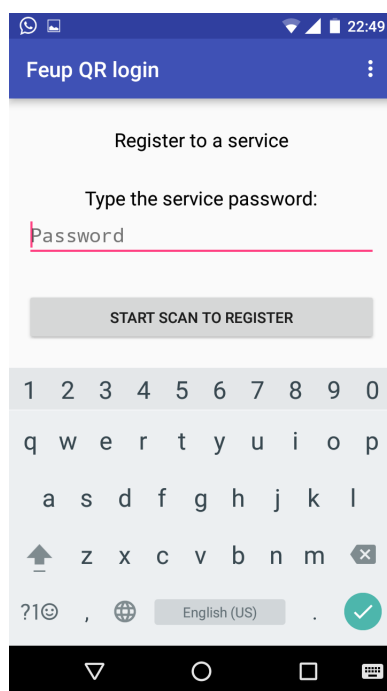 22:49
Feup QR login
Register to a service
Type the service password:
Password
START SCAN TO REGISTER
1 2 3 4 5 6 7 8 9 0
q w e r t y u i o p
a s d f g h j k l
z x c v b n m
?1☺ , English (US) .